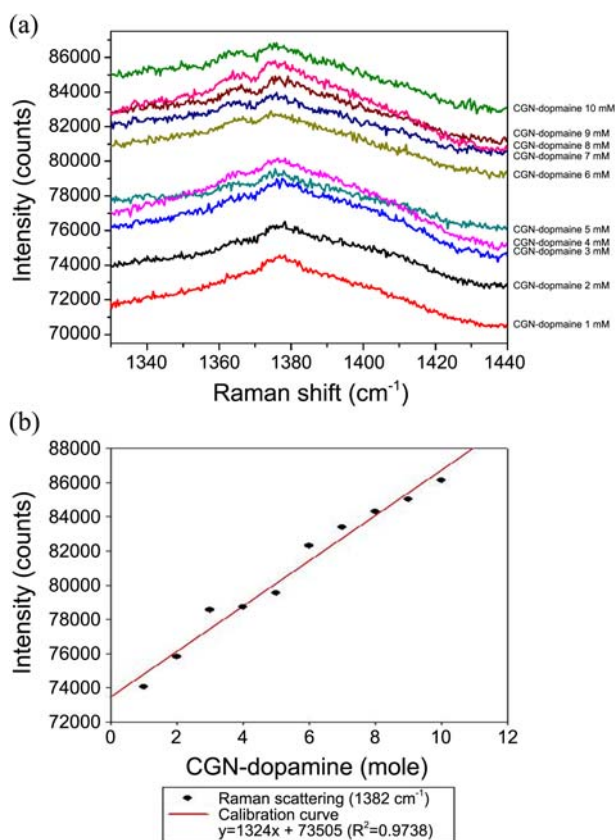 (a)
86000
84000
82000
80000
78000
76000
74000
72000
70000
Intensity (counts)
CGN-dopmaine 10 mM
CGN-dopmaine 9 mM
CGN-dopmaine 8 mM
CGN-dopmaine 7 mM
CGN-dopmaine 6 mM
CGN-dopmaine 5 mM
CGN-dopmaine 4 mM
CGN-dopmaine 3 mM
CGN-dopmaine 2 mM
CGN-dopmaine 1 mM
1340 1360 1380 1400 1420 1440
Raman shift (cm⁻¹)
(b)
88000
86000
84000
82000
80000
78000
76000
74000
72000
Intensity (counts)
0 2 4 6 8 10 12
CGN-dopamine (mole)
Raman scattering (1382 cm⁻¹)
Calibration curve
y=1324x + 73505 (R²=0.9738)